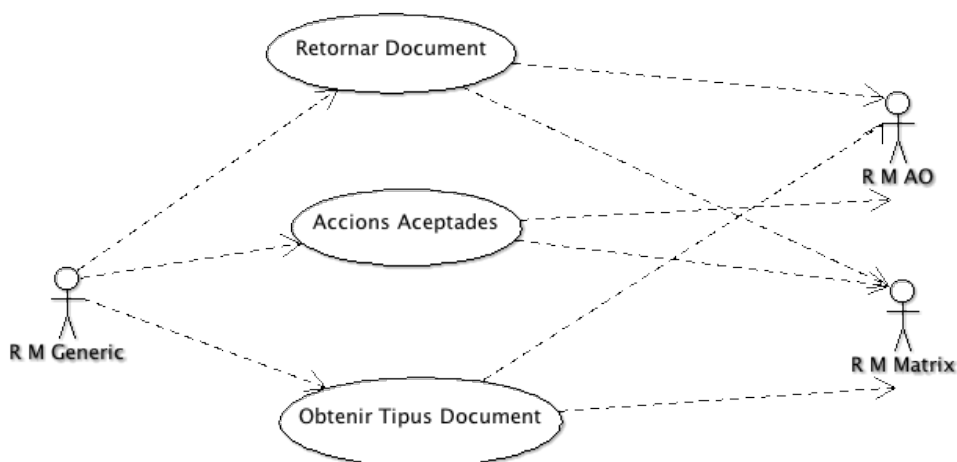 Retornar Document
R M AO
Accions Aceptades
R M Generic
R M Matrix
Obtenir Tipus Document